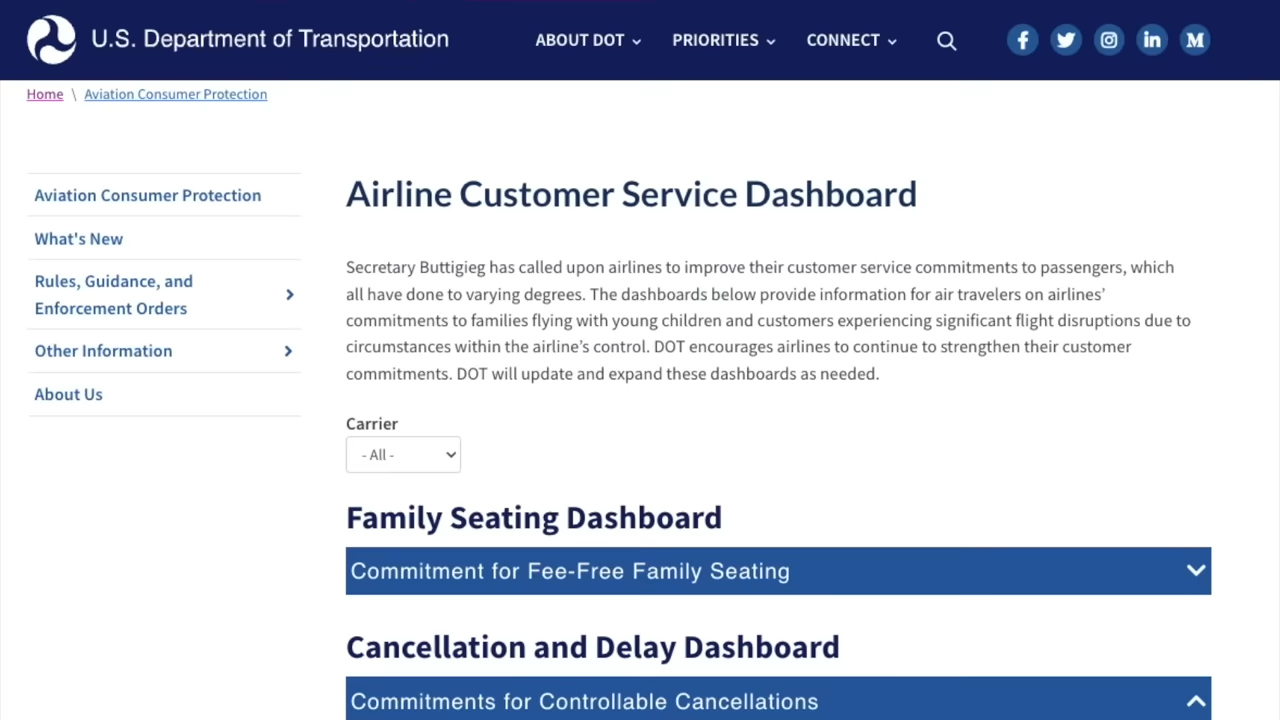 U.S. Department of Transportation
ABOUT DOT
PRIORITIES
CONNECT
Home \ Aviation Consumer Protection
Aviation Consumer Protection
What's New
Rules, Guidance, and
Enforcement Orders
Other Information
About Us
Airline Customer Service Dashboard
Secretary Buttigieg has called upon airlines to improve their customer service commitments to passengers, which
all have done to varying degrees. The dashboards below provide information for air travelers on airlines’
commitments to families flying with young children and customers experiencing significant flight disruptions due to
circumstances within the airline’s control. DOT encourages airlines to continue to strengthen their customer
commitments. DOT will update and expand these dashboards as needed.
Carrier
- All -
Family Seating Dashboard
Commitment for Fee-Free Family Seating
Cancellation and Delay Dashboard
Commitments for Controllable Cancellations